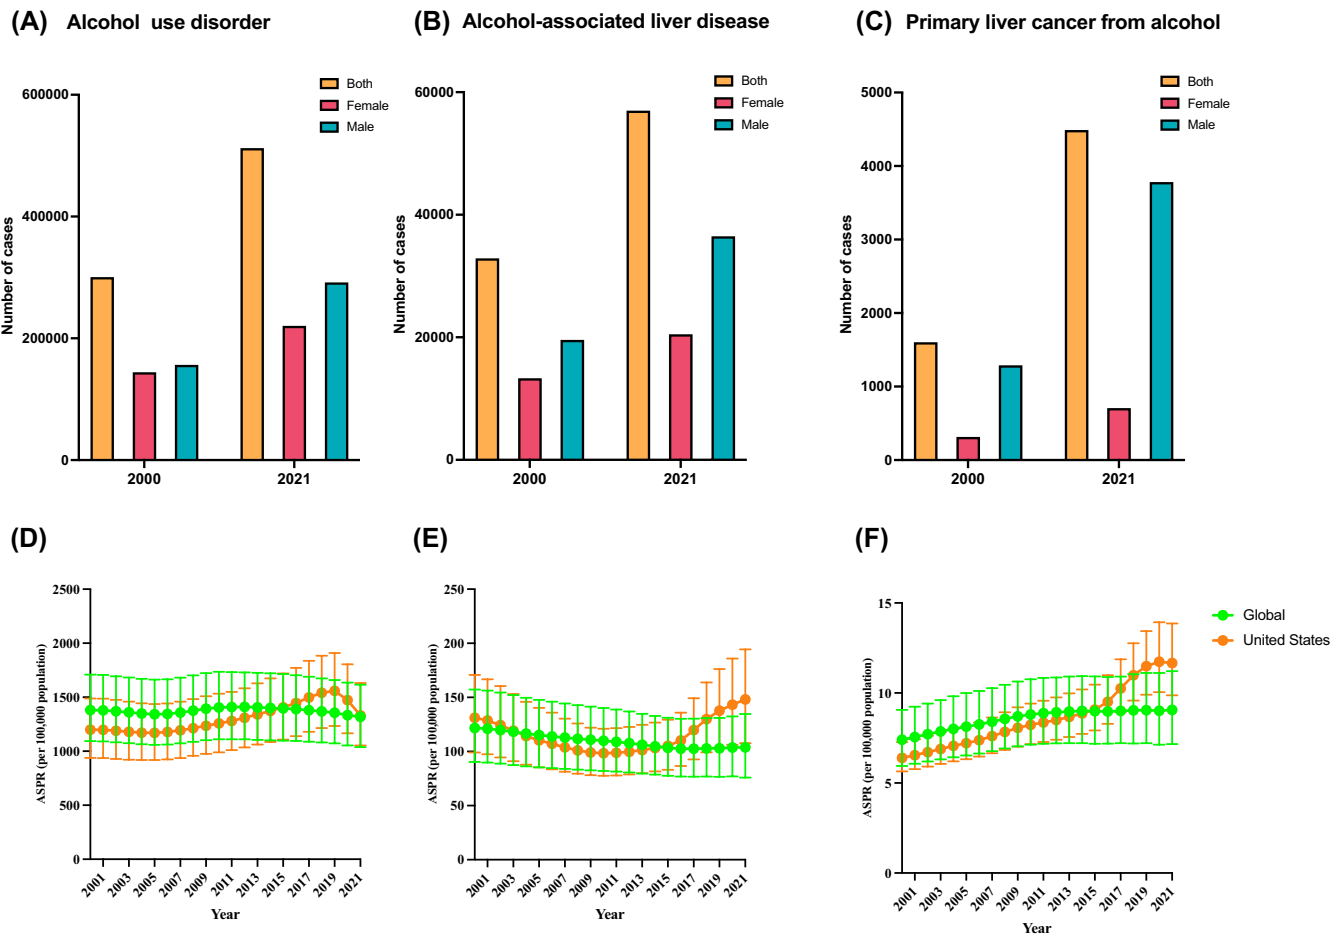 (A) Alcohol use disorder
(B) Alcohol-associated liver disease
(C) Primary liver cancer from alcohol
Number of cases
600000
400000
200000
0
2000
2021
Both
Female
Male
Number of cases
60000
40000
20000
0
2000
2021
Both
Female
Male
Number of cases
5000
4000
3000
2000
1000
0
2000
2021
Both
Female
Male
(D)
ASPR (per 100,000 population)
2500
2000
1500
1000
500
0
2001
2003
2005
2007
2009
2011
2013
2015
2017
2019
2021
Year
(E)
ASPR (per 100,000 population)
250
200
150
100
50
0
2001
2003
2005
2007
2009
2011
2013
2015
2017
2019
2021
Year
(F)
ASPR (per 100,000 population)
15
10
5
0
2001
2003
2005
2007
2009
2011
2013
2015
2017
2019
2021
Year
Global
United States